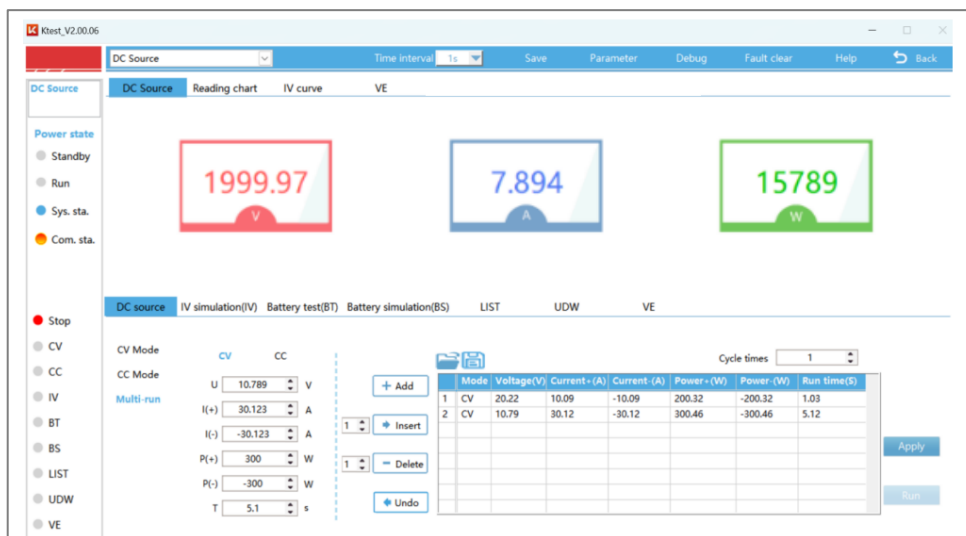 Ktest_V2.00.06
DC Source
Time interval 1s Save Parameter Debug Fault clear Help Back
DC Source
DC Source Reading chart IV curve VE
Power state
Standby
Run
Sys. sta.
Com. sta.
1999.97
V
7.894
A
15789
W
DC source IV simulation(IV) Battery test(BT) Battery simulation(BS) LIST UDW VE
Stop
CV
CC
IV
BT
BS
LIST
UDW
VE
CV Mode
CC Mode
Multi-run
CV CC
U 10.789 V
I(+) 30.123 A
I(-) -30.123 A
P(+) 300 W
P(-) -300 W
T 5.1 s
+ Add
1 Insert
1 Delete
Undo
Cycle times 1
Mode Voltage(V) Current+(A) Current-(A) Power+(W) Power-(W) Run time(S)
1 CV 20.22 10.09 -10.09 200.32 -200.32 1.03
2 CV 10.79 30.12 -30.12 300.46 -300.46 5.12
Apply
Run